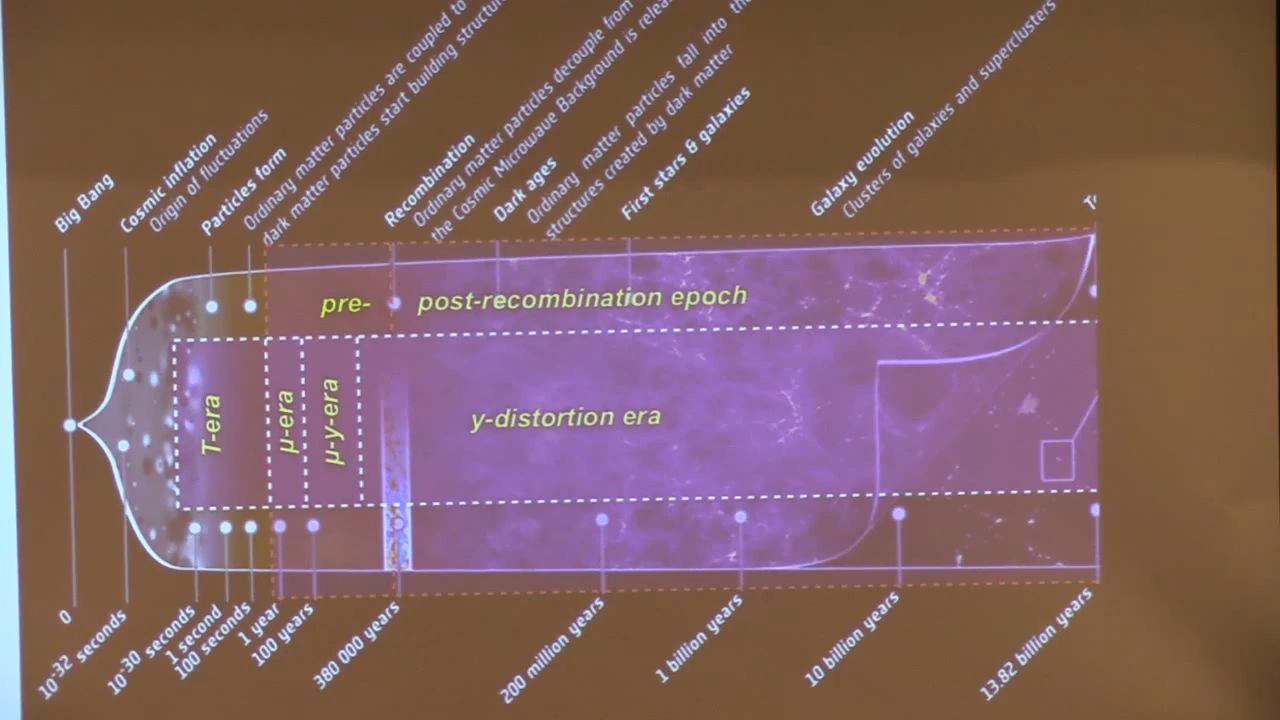 Big Bang
Cosmic inflation
Origin of fluctuations
Particles form
Ordinary matter particles are coupled to
dark matter particles start building
Recombination
Ordinary matter particles decouple from
the Cosmic Microwave Background is
Dark ages
Ordinary matter particles fall into
structures created by dark matter
First stars & galaxies
Galaxy evolution
Clusters of galaxies and superclusters
pre-
post-recombination epoch
T-era
μ-era
μ-y-era
y-distortion era
0
10-32 seconds
10-30 seconds
1 second
100 seconds
1 year
100 years
380 000 years
200 million years
1 billion years
10 billion years
13.82 billion years